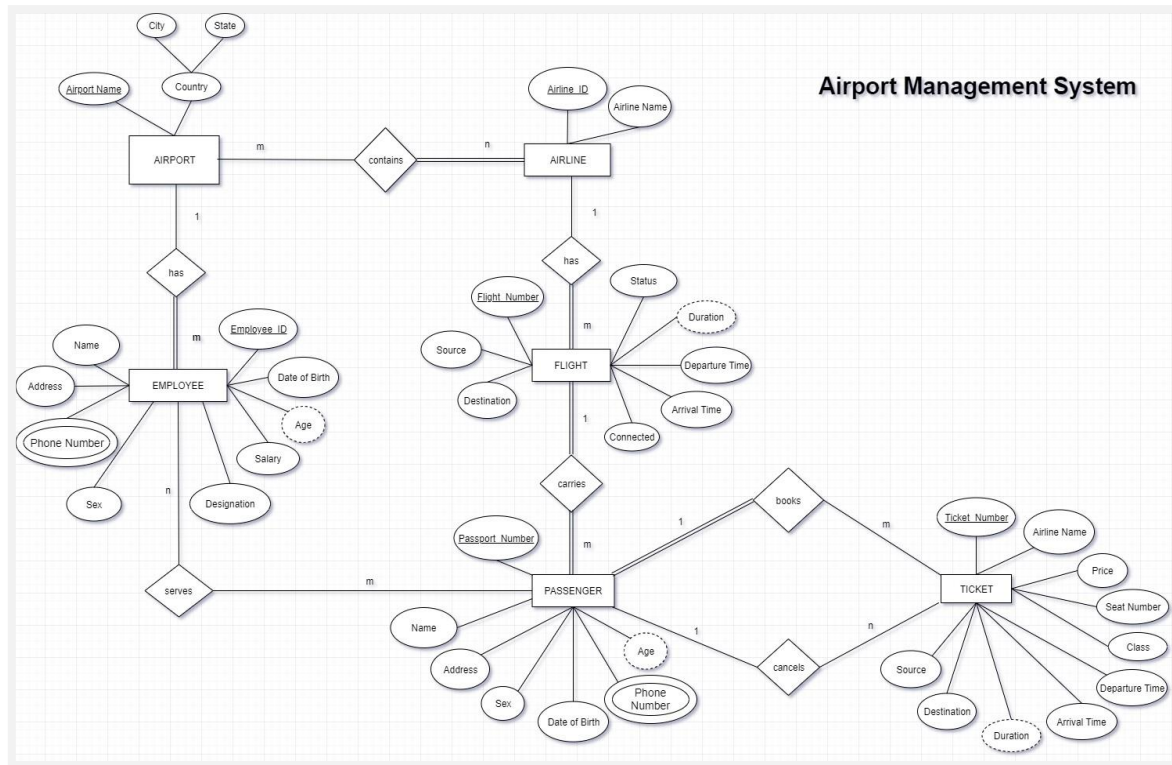 City
State
Airport Name
Country
Airline_ID
Airline Name
Airport Management System
AIRPORT
m
contains
n
AIRLINE
1
has
1
has
Flight_Number
Status
Duration
Source
FLIGHT
Departure Time
Destination
Arrival Time
Connected
m
m
Name
Employee_ID
Address
EMPLOYEE
Date of Birth
Age
Phone Number
Salary
Sex
Designation
n
1
carries
m
serves
m
Passport_Number
PASSENGER
Name
Address
Sex
Date of Birth
Phone
Number
Age
1
books
m
1
cancels
n
Ticket_Number
Airline Name
Price
TICKET
Seat Number
Class
Source
Departure Time
Destination
Arrival Time
Duration